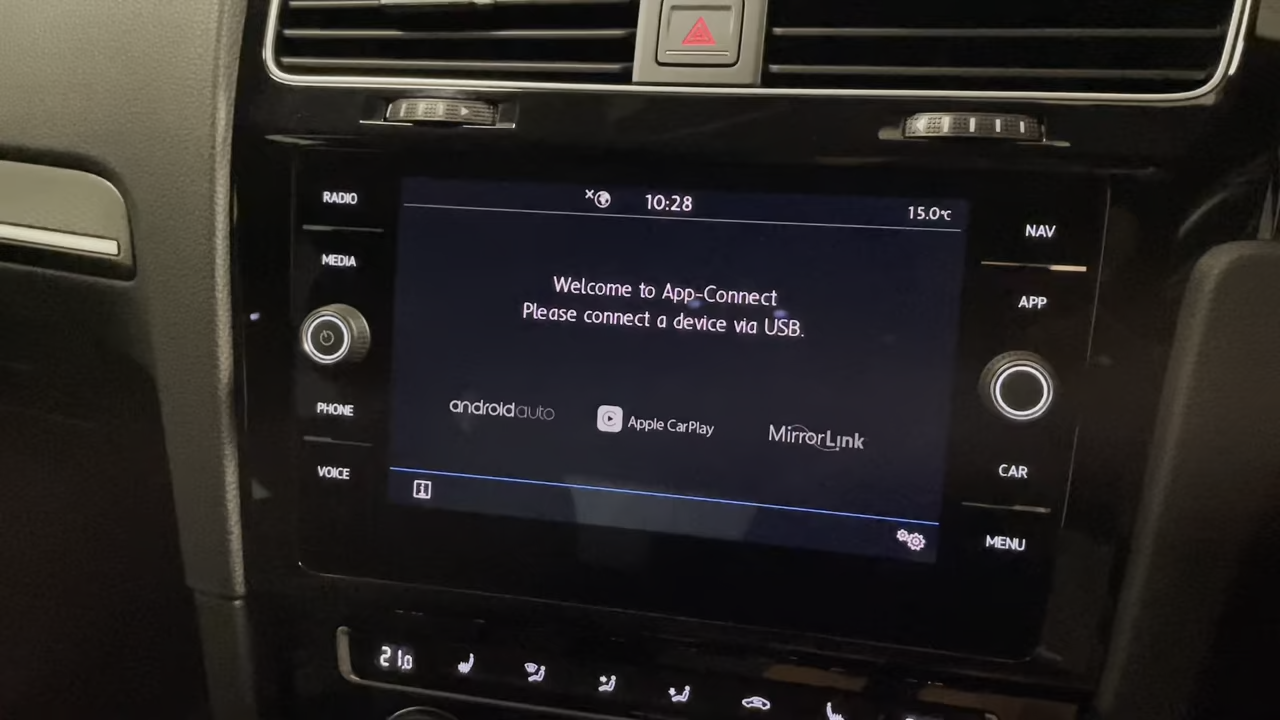 RADIO
MEDIA
PHONE
VOICE
10:28
15.0°C
Welcome to App-Connect
Please connect a device via USB.
androidauto
Apple CarPlay
MirrorLink
i
NAV
APP
CAR
MENU
21.0